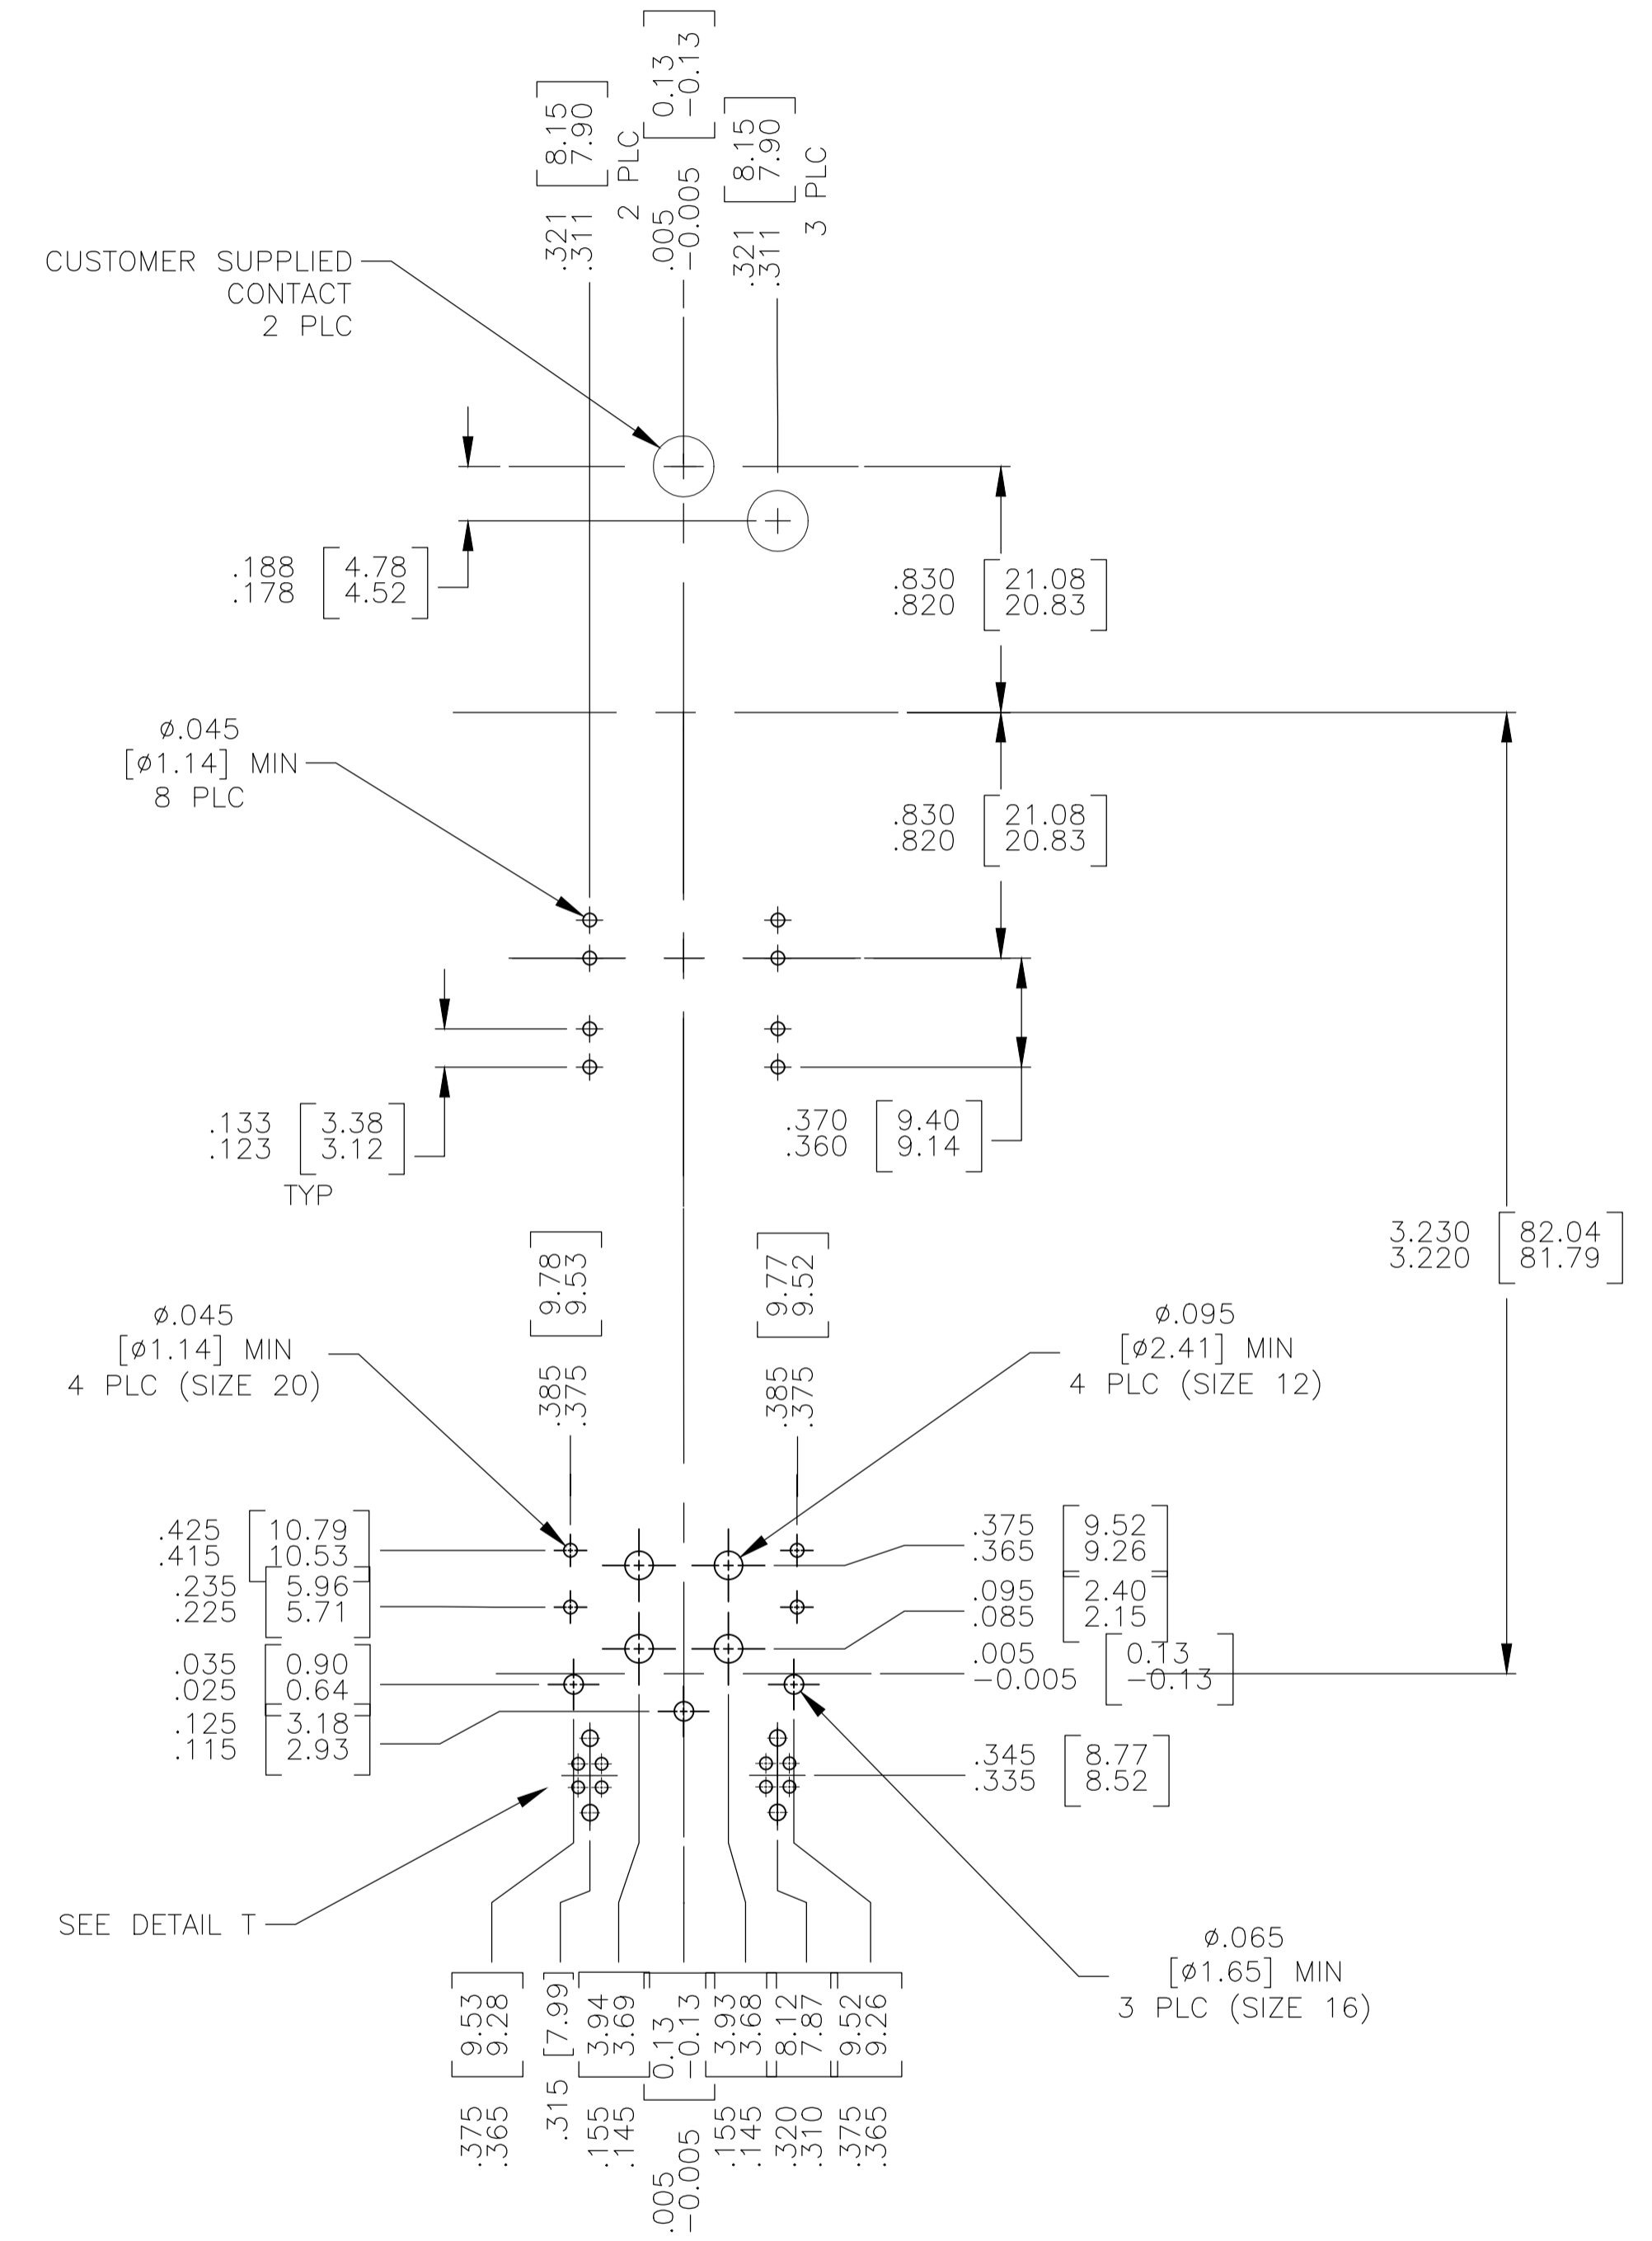 .321 [8.15
.311 7.90]
2 PLC
.005 [0.13
-0.005 -0.13]
.321 [8.15
.311 7.90]
3 PLC
CUSTOMER SUPPLIED
CONTACT
2 PLC
.188 [4.78
.178 4.52]
.830 [21.08
.820 20.83]
ø.045
[ø1.14] MIN
8 PLC
.830 [21.08
.820 20.83]
.133 [3.38
.123 3.12]
TYP
.370 [9.40
.360 9.14]
3.230 [82.04
3.220 81.79]
.385 [9.78
.375 9.53]
.385 [9.77
.375 9.52]
ø.045
[ø1.14] MIN
4 PLC (SIZE 20)
ø.095
[ø2.41] MIN
4 PLC (SIZE 12)
.425 [10.79
.415 10.53]
.235 [5.96
.225 5.71]
.035 [0.90
.025 0.64]
.125 [3.18
.115 2.93]
.375 [9.52
.365 9.26]
.095 [2.40
.085 2.15]
.005 [0.13
-0.005 -0.13]
.345 [8.77
.335 8.52]
SEE DETAIL T
ø.065
[ø1.65] MIN
3 PLC (SIZE 16)
.375 [9.53
.365 9.28]
.315 [7.99]
.155 [3.94
.145 3.69]
.005 [0.13
-0.005 -0.13]
.155 [3.93
.145 3.68]
.320 [8.12
.310 7.87]
.375 [9.52
.365 9.26]